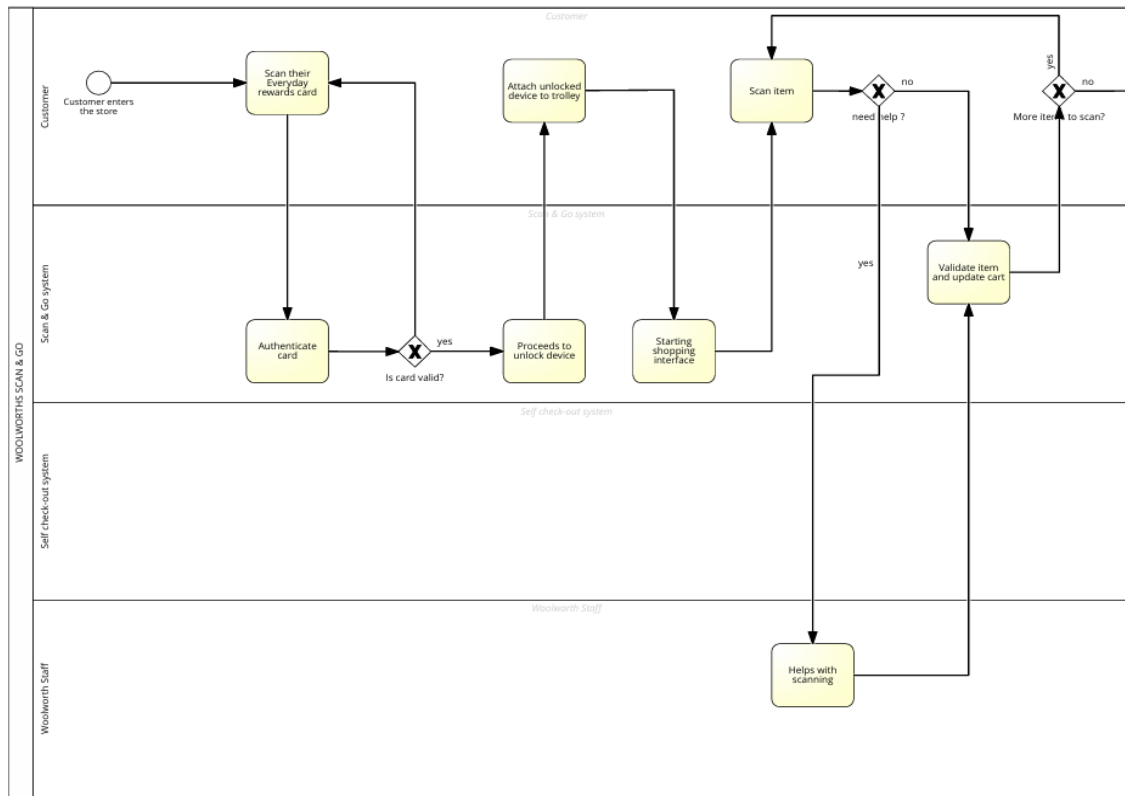 WOOLWORTHS SCAN & GO
Customer
Customer
Customer enters
the store
Scan their
Everyday
rewards card
Attach unlocked
device to trolley
Scan item
need help ?
no
yes
More items to scan?
yes
no
Scan & Go system
Scan & Go system
Authenticate
card
Is card valid?
yes
Proceeds to
unlock device
Starting
shopping
interface
Validate item
and update cart
Self check-out system
Self check-out system
Woolworth Staff
Woolworth Staff
Helps with
scanning